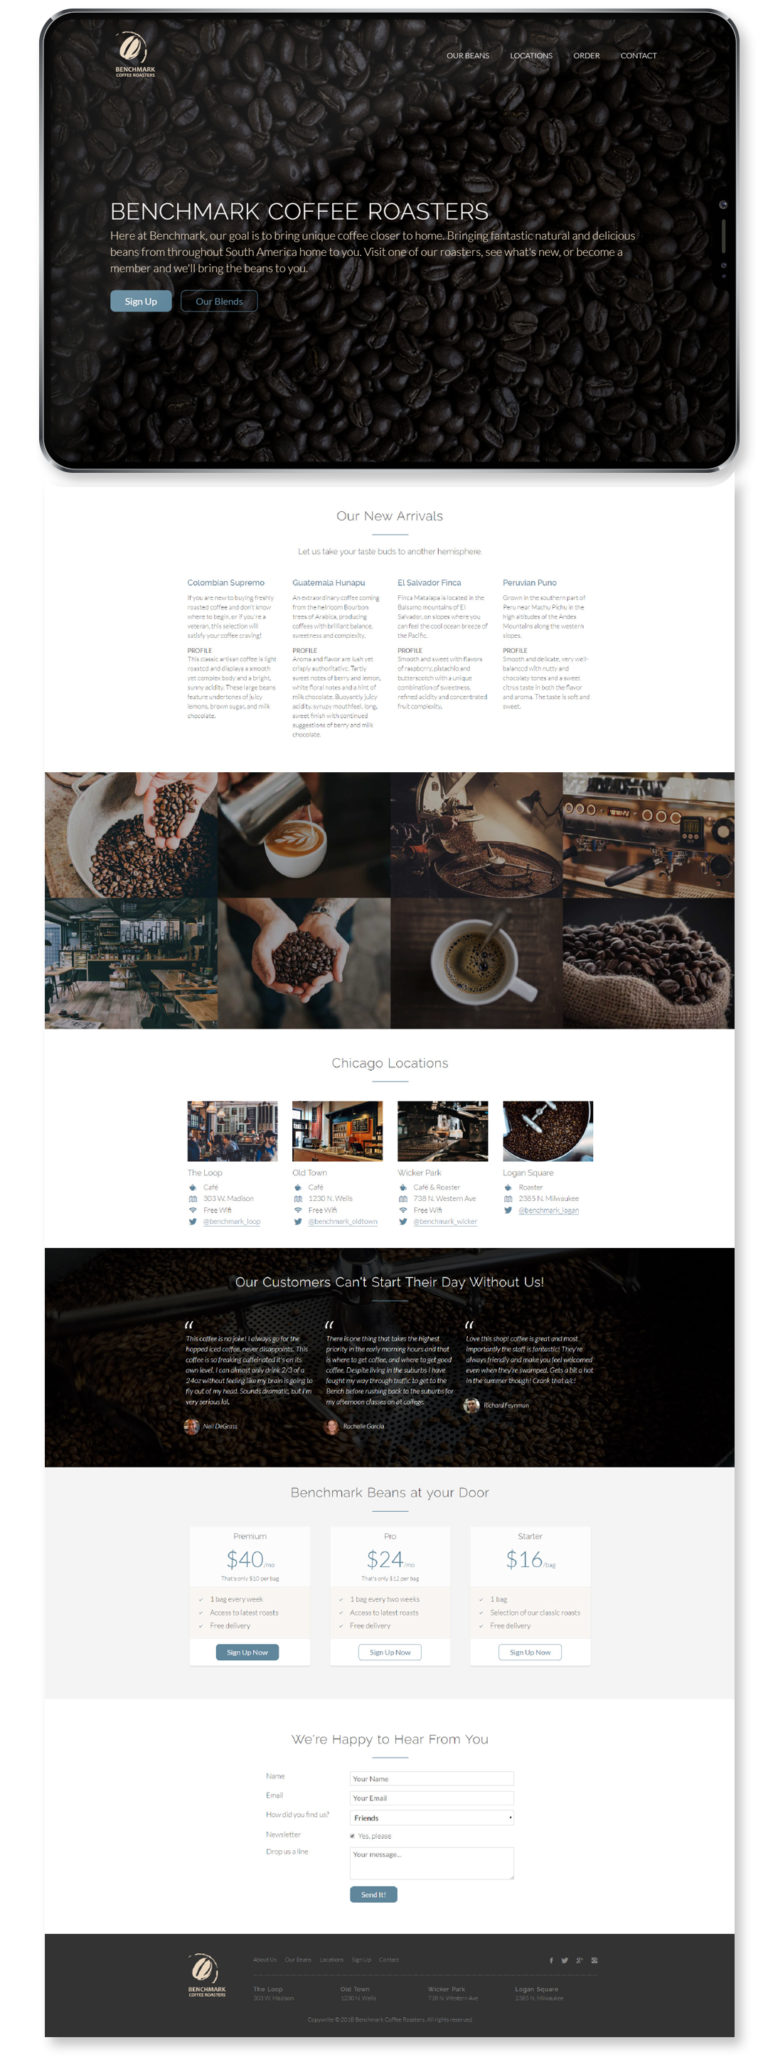 BENCHMARK
COFFEE ROASTERS
OUR BEANS LOCATIONS ORDER CONTACT
BENCHMARK COFFEE ROASTERS
Here at Benchmark, our goal is to bring unique coffee closer to home. Bringing fantastic natural and delicious
beans from throughout South America home to you. Visit one of our roasters, see what's new, or become a
member and we'll bring the beans to you.
Sign Up Our Blends
Our New Arrivals
Let us take your taste buds to another hemisphere.
Colombian Supremo
If you are new to buying freshly
roasted coffee and don't know
where to begin, or if you're a
veteran, this selection will
satisfy your coffee craving!
PROFILE
This classic artisan coffee is light
roasted and displays a smooth
yet complex body and a bright,
sunny acidity. These large beans
feature undertones of juicy
lemons, brown sugar, and milk
chocolate.
Guatemala Hunapu
An extraordinary coffee coming
from the heirloom Bourbon
trees of Arabica, producing
coffees with brilliant balance,
sweetness and complexity.
PROFILE
Aroma and flavor are lush yet
crisply authoritative. Tartly
sweet notes of berry and lemon,
white floral notes and a hint of
milk chocolate. Buoyantly juicy
acidity, syrupy mouthfeel, long,
sweet finish with continued
suggestions of berry and milk
chocolate.
El Salvador Finca
Finca Matalapa is located in the
Balsamo mountains of El
Salvador, on slopes where you
can feel the cool ocean breeze of
the Pacific.
PROFILE
Smooth and sweet with flavors
of raspberry, pistachio and
butterscotch with a unique
combination of sweetness,
refined acidity and concentrated
fruit complexity.
Peruvian Puno
Grown in the southern part of
Peru near Machu Pichu in the
high altitudes of the Andes
Mountains along the western
slopes.
PROFILE
Smooth and delicate, very well-
balanced with nutty and
chocolaty tones and a sweet
citrus taste in both the flavor
and aroma. The taste is soft and
sweet.
Chicago Locations
The Loop
Café
303 W. Madison
Free Wifi
@benchmark_loop
Old Town
Café
1230 N. Wells
Free Wifi
@benchmark_oldtown
Wicker Park
Café & Roaster
738 N. Western Ave
Free Wifi
@benchmark_wicker
Logan Square
Roaster
2385 N. Milwaukee
@benchmark_logan
Our Customers Can't Start Their Day Without Us!
“
This coffee is no joke! I always go for the
hopped iced coffee, never disappoints. This
coffee is so freaking caffeinated it's on its
own level. I can almost only drink 2/3 of a
24oz without feeling like my brain is going to
fly out of my head. Sounds dramatic, but I'm
very serious lol.
Neil DeGrass
“
There is one thing that takes the highest
priority in the early morning hours and that
is where to get coffee, and where to get good
coffee. Despite living in the suburbs I have
fought my way through traffic to get to the
Bench before rushing back to the suburbs for
my afternoon classes on at college.
Rochelle Garcia
“
Love this shop! coffee is great and most
importantly the staff is fantastic! They're
always friendly and make you feel welcomed
even when they're swamped. Gets a bit hot
in the summer though! Crank that a/c!
Richard Feynmun
Benchmark Beans at your Door
Premium
$40/mo
That's only $10 per bag
1 bag every week
Access to latest roasts
Free delivery
Sign Up Now
Pro
$24/mo
That's only $12 per bag
1 bag every two weeks
Access to latest roasts
Free delivery
Sign Up Now
Starter
$16/bag
1 bag
Selection of our classic roasts
Free delivery
Sign Up Now
We're Happy to Hear From You
Name Your Name
Email Your Email
How did you find us? Friends
Newsletter Yes, please
Drop us a line Your message...
Send It!
BENCHMARK
COFFEE ROASTERS
About Us Our Beans Locations Sign Up Contact
The Loop
303 W. Madison
Old Town
1230 N. Wells
Wicker Park
738 N. Western Ave
Logan Square
2385 N. Milwaukee
Copywrite © 2018 Benchmark Coffee Roasters. All rights reserved